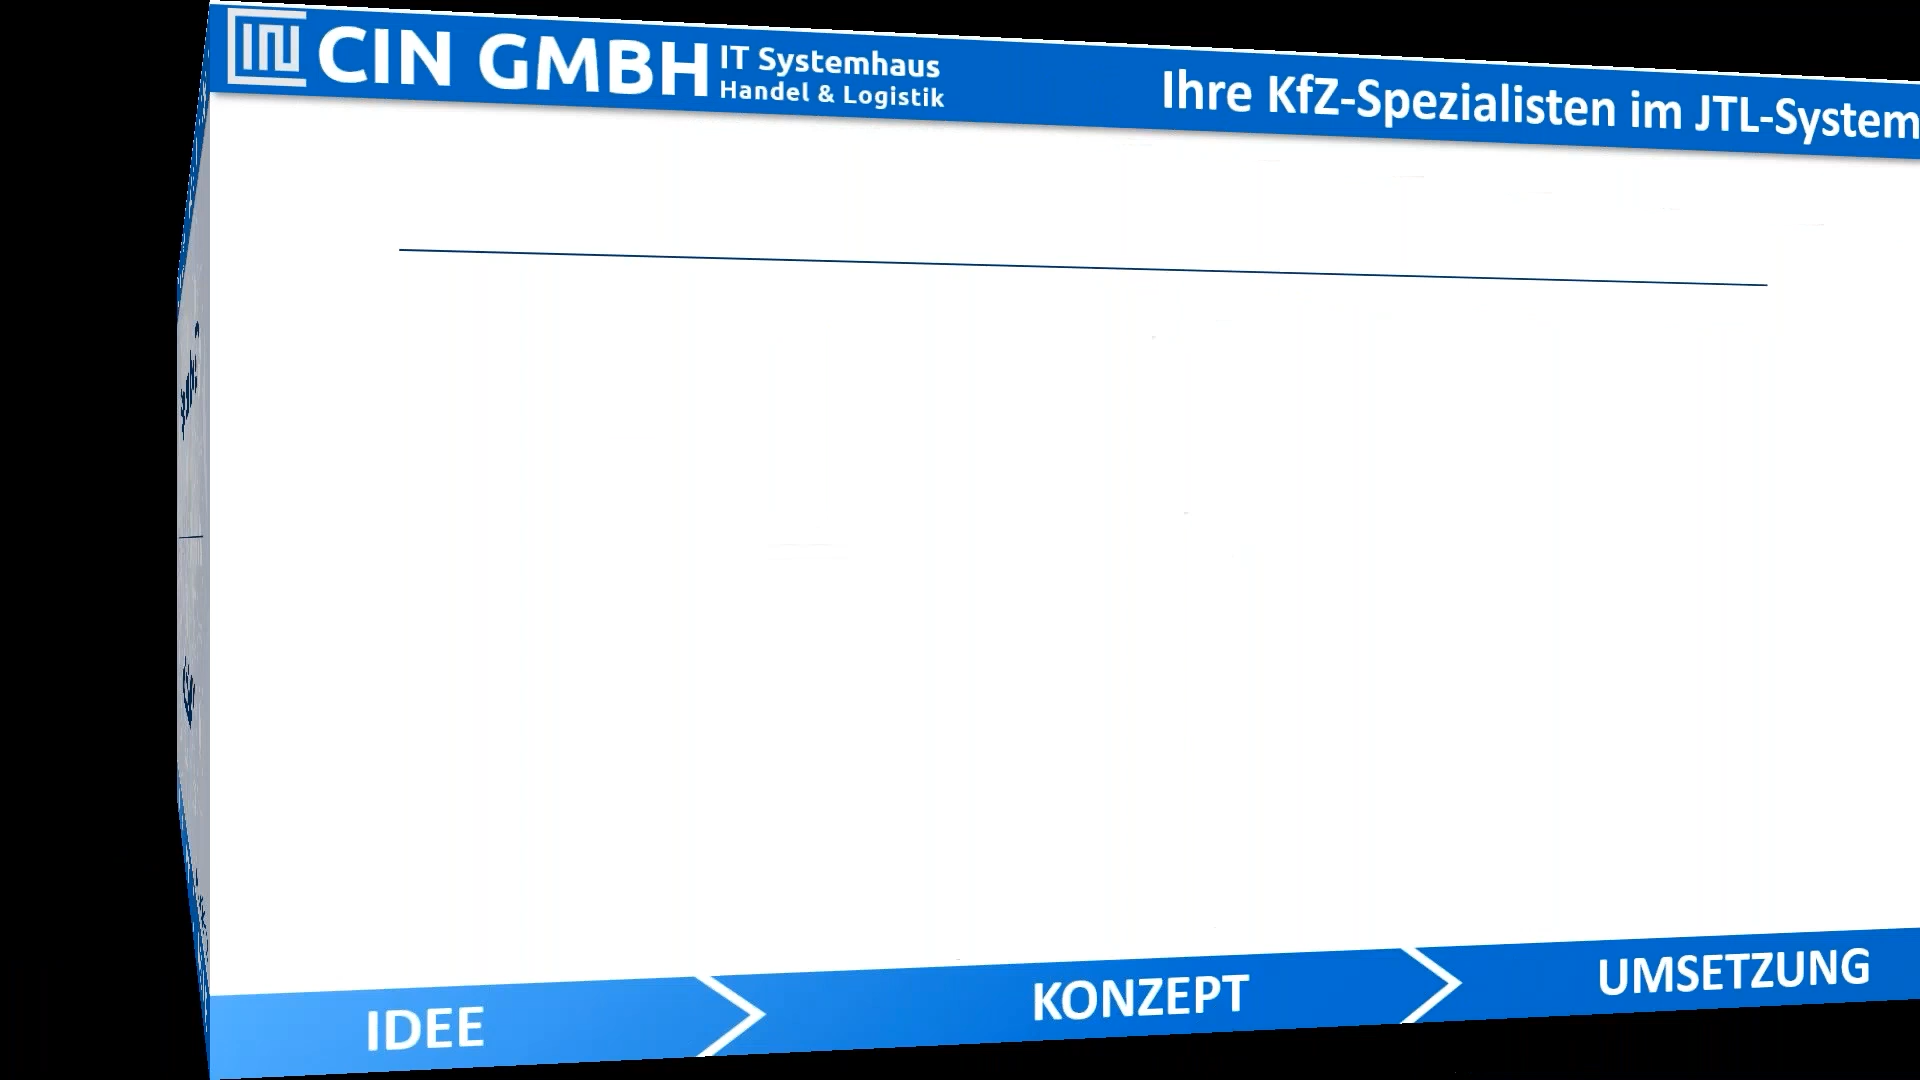 CIN GMBH
IT Systemhaus
Handel & Logistik
Ihre KfZ-Spezialisten im JTL-System
IDEE
KONZEPT
UMSETZUNG